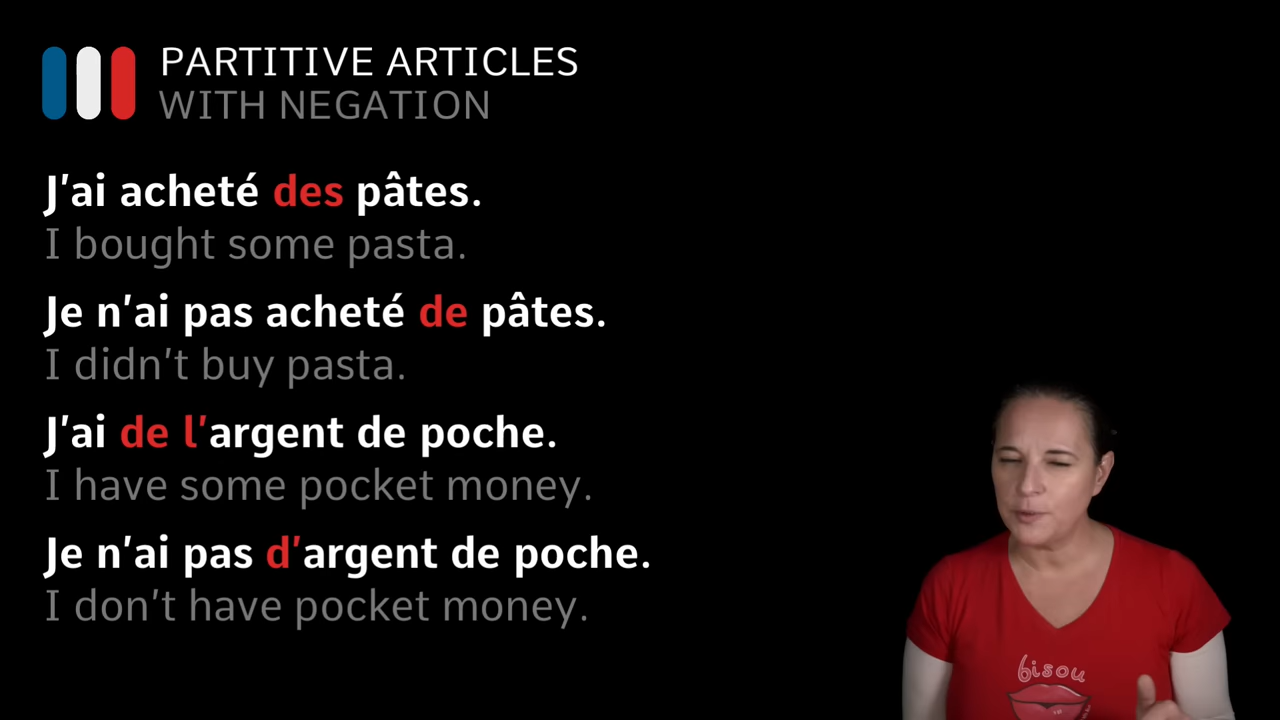 PARTITIVE ARTICLES
WITH NEGATION
J'ai acheté des pâtes.
I bought some pasta.
Je n'ai pas acheté de pâtes.
I didn't buy pasta.
J'ai de l'argent de poche.
I have some pocket money.
Je n'ai pas d'argent de poche.
I don't have pocket money.
bisou